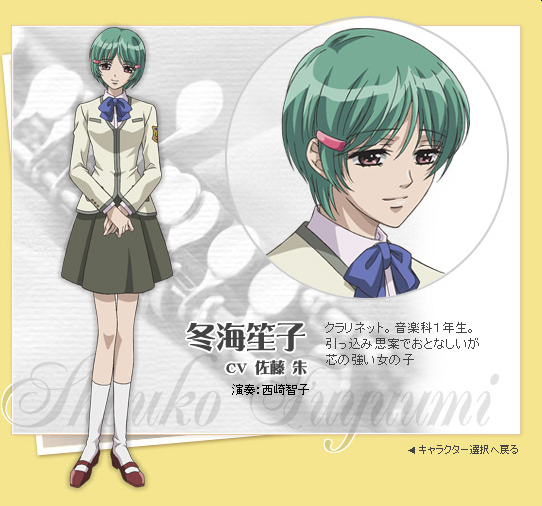 冬海笙子
CV 佐藤 朱
演奏:西崎智子
クラリネット。音楽科1年生。
引っ込み思案でおとなしいが
芯の強い女の子
Shouko Fuyuumi
◀ キャラクター選択へ戻る